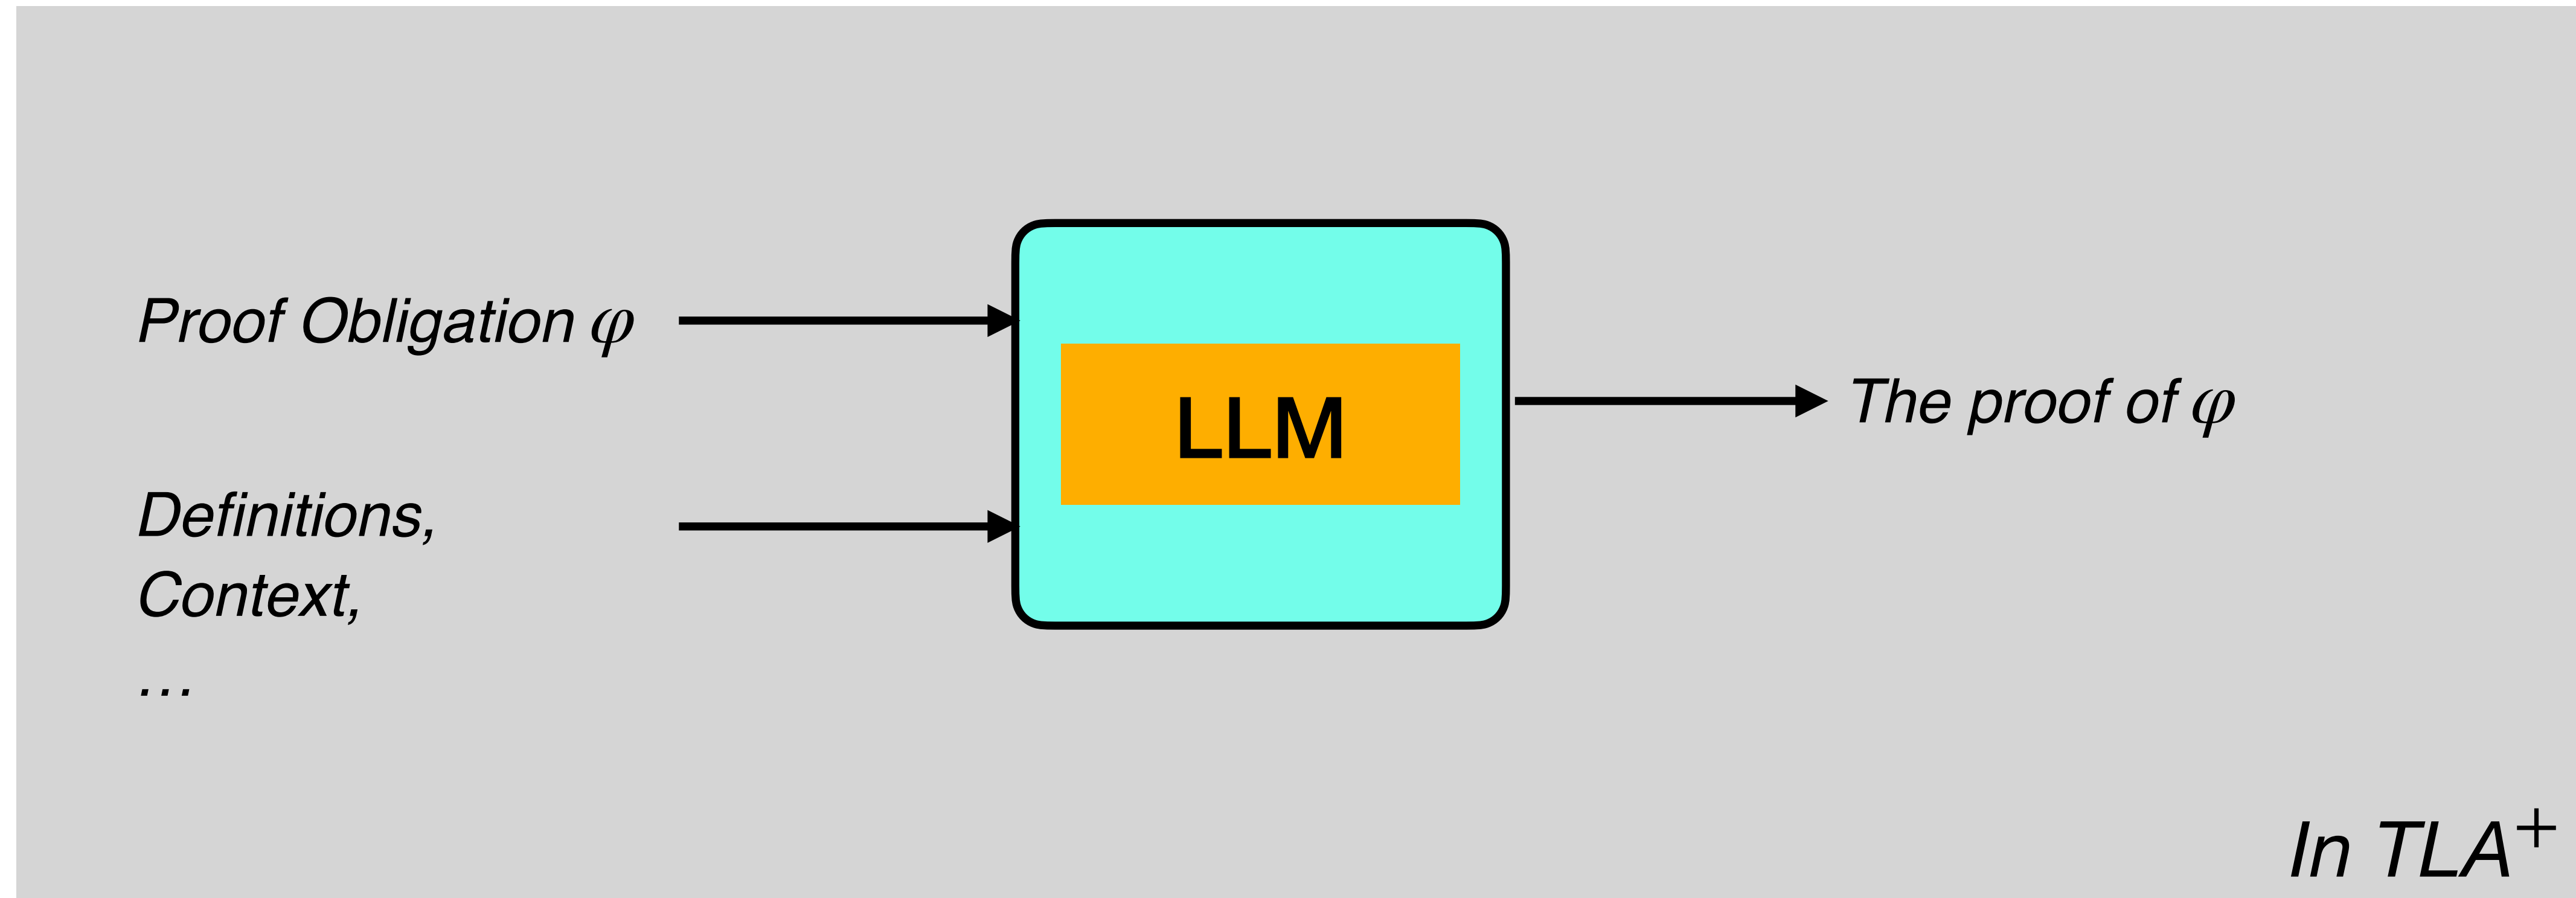 Proof Obligation φ
Definitions,
Context,
…
LLM
The proof of φ
In TLA⁺